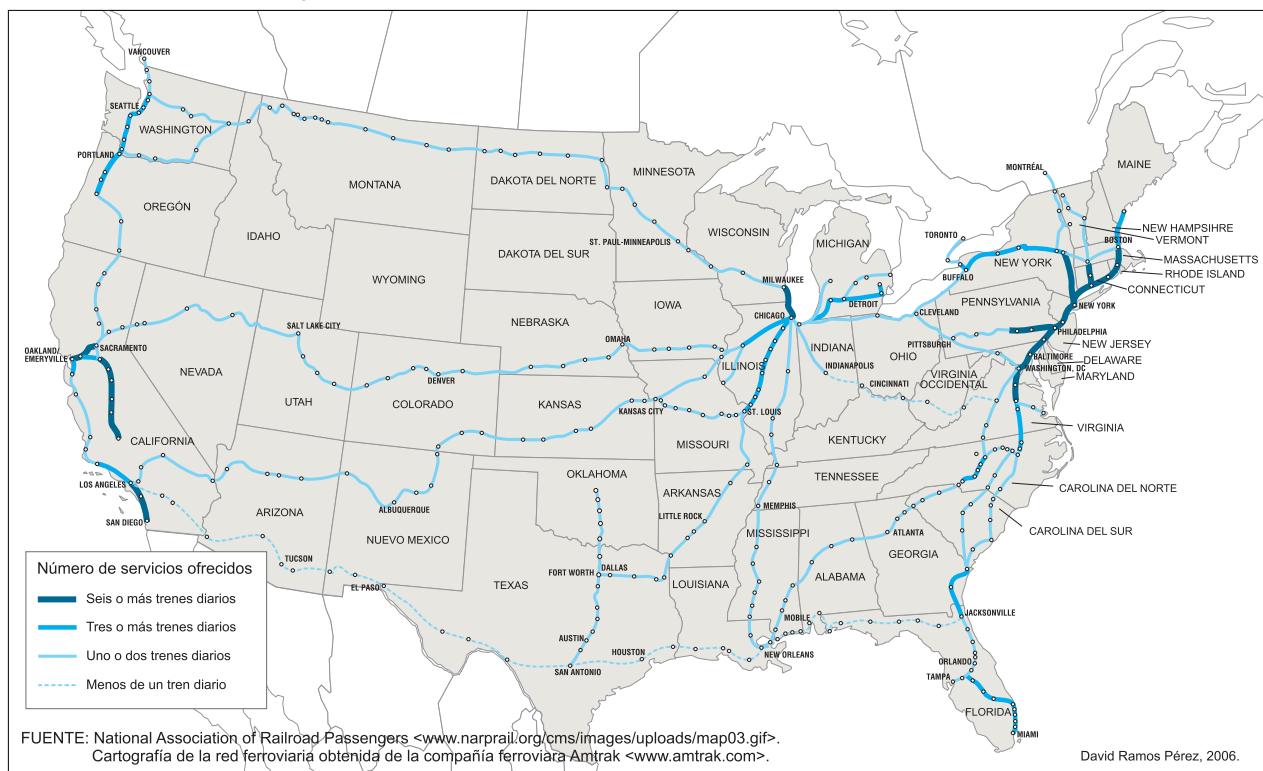 VANCOUVER
SEATTLE
WASHINGTON
PORTLAND
OREGÓN
IDAHO
MONTANA
WYOMING
DAKOTA DEL NORTE
DAKOTA DEL SUR
MINNESOTA
ST. PAUL-MINNEAPOLIS
WISCONSIN
MILWAUKEE
MICHIGAN
DETROIT
CHICAGO
IOWA
NEBRASKA
OMAHA
SALT LAKE CITY
NEVADA
UTAH
COLORADO
DENVER
KANSAS
KANSAS CITY
MISSOURI
ST. LOUIS
ILLINOIS
INDIANA
INDIANAPOLIS
OHIO
CINCINNATI
CLEVELAND
PITTSBURGH
PENNSYLVANIA
NEW YORK
BUFFALO
TORONTO
MONTRÉAL
MAINE
NEW HAMPSIHRE
VERMONT
BOSTON
MASSACHUSETTS
RHODE ISLAND
CONNECTICUT
NEW YORK
PHILADELPHIA
NEW JERSEY
BALTIMORE
DELAWARE
WASHINGTON, DC
MARYLAND
VIRGINIA
OCCIDENTAL
VIRGINIA
KENTUCKY
TENNESSEE
CAROLINA DEL NORTE
CAROLINA DEL SUR
OAKLAND/
EMERYVILLE
SACRAMENTO
CALIFORNIA
LOS ANGELES
SAN DIEGO
ARIZONA
TUCSON
NUEVO MEXICO
ALBUQUERQUE
EL PASO
OKLAHOMA
TEXAS
FORT WORTH
DALLAS
AUSTIN
SAN ANTONIO
HOUSTON
ARKANSAS
LITTLE ROCK
LOUISIANA
MEMPHIS
MISSISSIPPI
ALABAMA
MOBILE
NEW ORLEANS
ATLANTA
GEORGIA
JACKSONVILLE
ORLANDO
TAMPA
FLORIDA
MIAMI
Número de servicios ofrecidos
Seis o más trenes diarios
Tres o más trenes diarios
Uno o dos trenes diarios
Menos de un tren diario
FUENTE: National Association of Railroad Passengers <www.narprail.org/cms/images/uploads/map03.gif>.
Cartografía de la red ferroviaria obtenida de la compañía ferroviara Amtrak <www.amtrak.com>.
David Ramos Pérez, 2006.